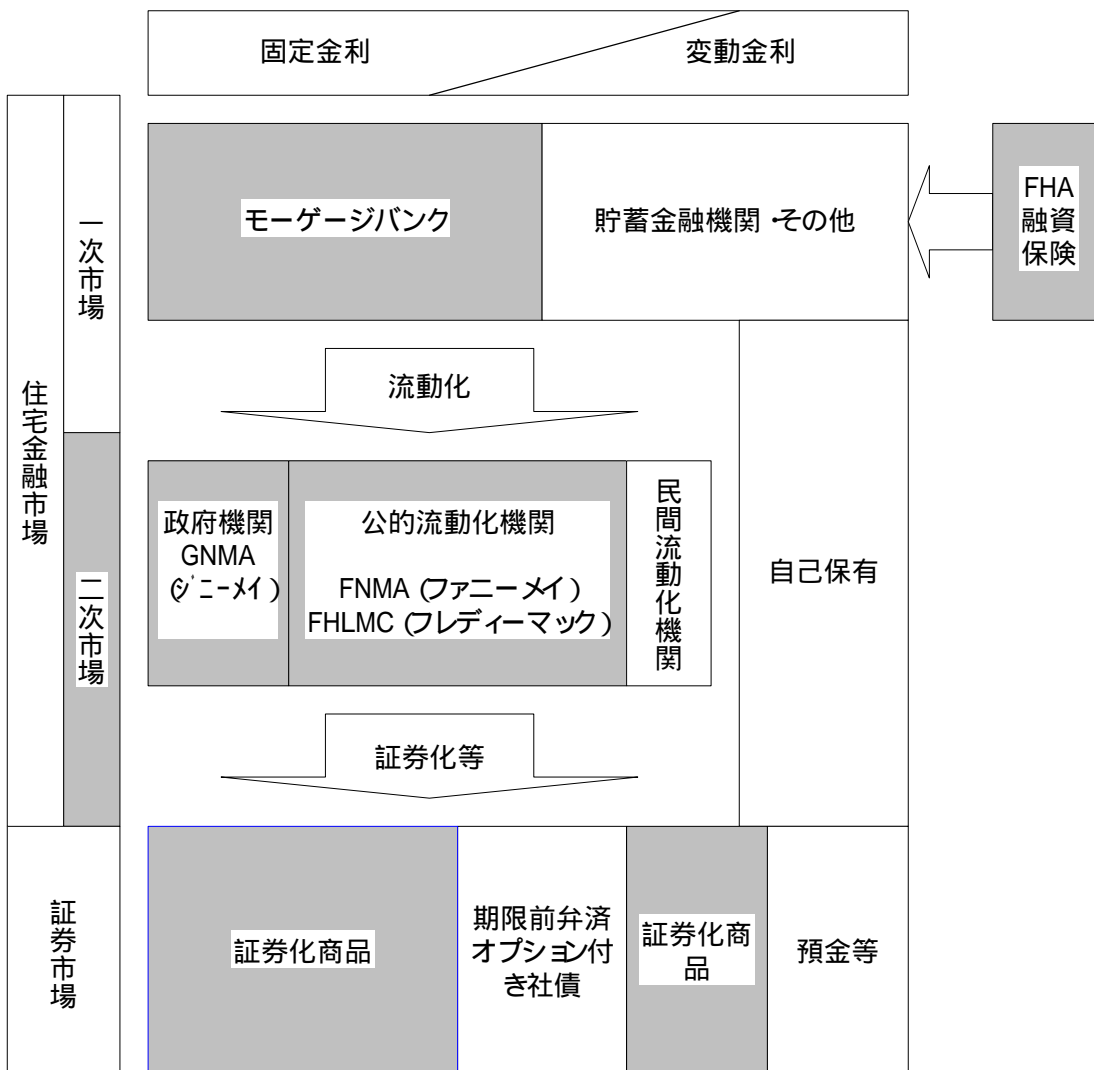 固定金利
変動金利
住宅金融市場
一次市場
二次市場
証券市場
モーゲージバンク
貯蓄金融機関・その他
FHA
融資
保険
流動化
政府機関
GNMA
(ジニーメイ)
公的流動化機関
FNMA (ファニーメイ)
FHLMC (フレディーマック)
民間流動化機関
自己保有
証券化等
証券化商品
期限前弁済
オプション付
き社債
証券化商
品
預金等